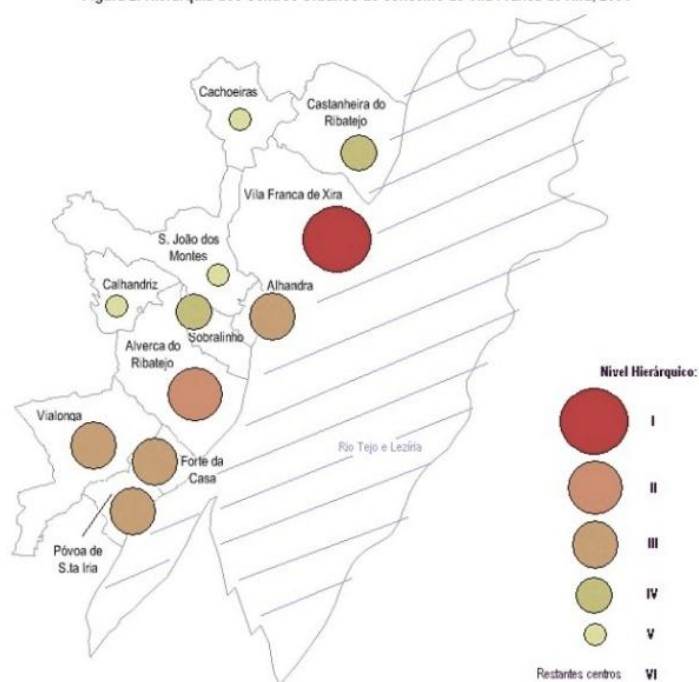 Cachoeiras
Castanheira do
Ribatejo
Vila Franca de Xira
S. João dos
Montes
Calhandriz
Alhandra
Sobralinho
Alverca do
Ribatejo
Vialonga
Forte da
Casa
Póvoa de
S.ta Iria
Rio Tejo e Lezíria
Nivel Hierárquico:
I
II
III
IV
V
Restantes centros VI